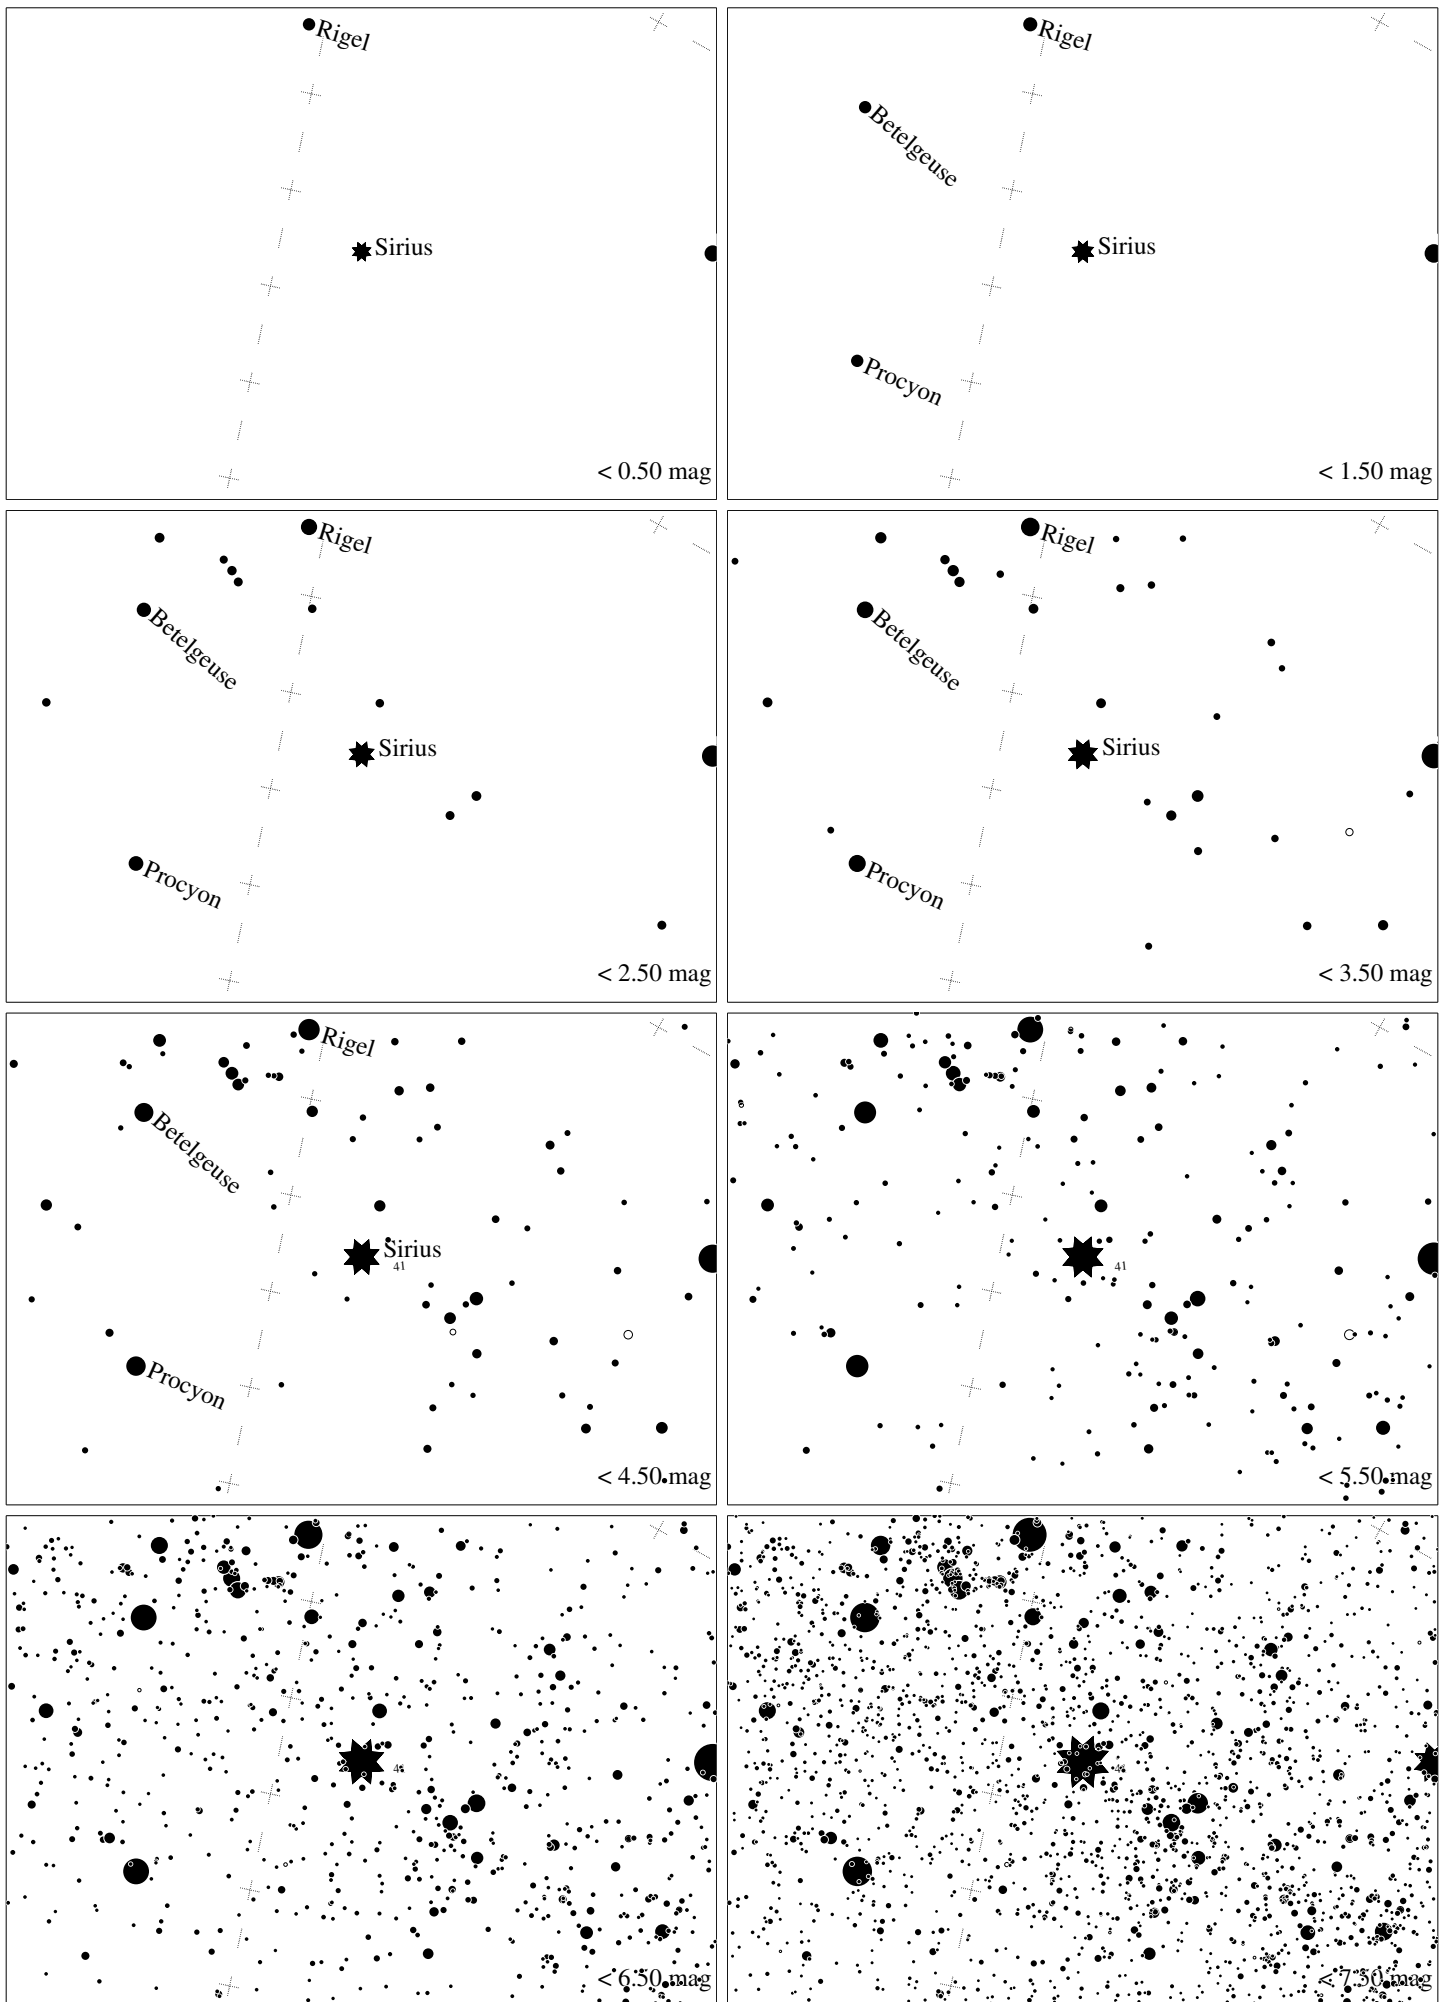 Rigel
Sirius
< 0.50 mag
Rigel
Betelgeuse
Sirius
Procyon
< 1.50 mag
Rigel
Betelgeuse
Sirius
Procyon
< 2.50 mag
Rigel
Betelgeuse
Sirius
Procyon
< 3.50 mag
Rigel
Betelgeuse
Sirius
41
Procyon
< 4.50 mag
41
< 5.50 mag
41
< 6.50 mag
41
< 7.50 mag